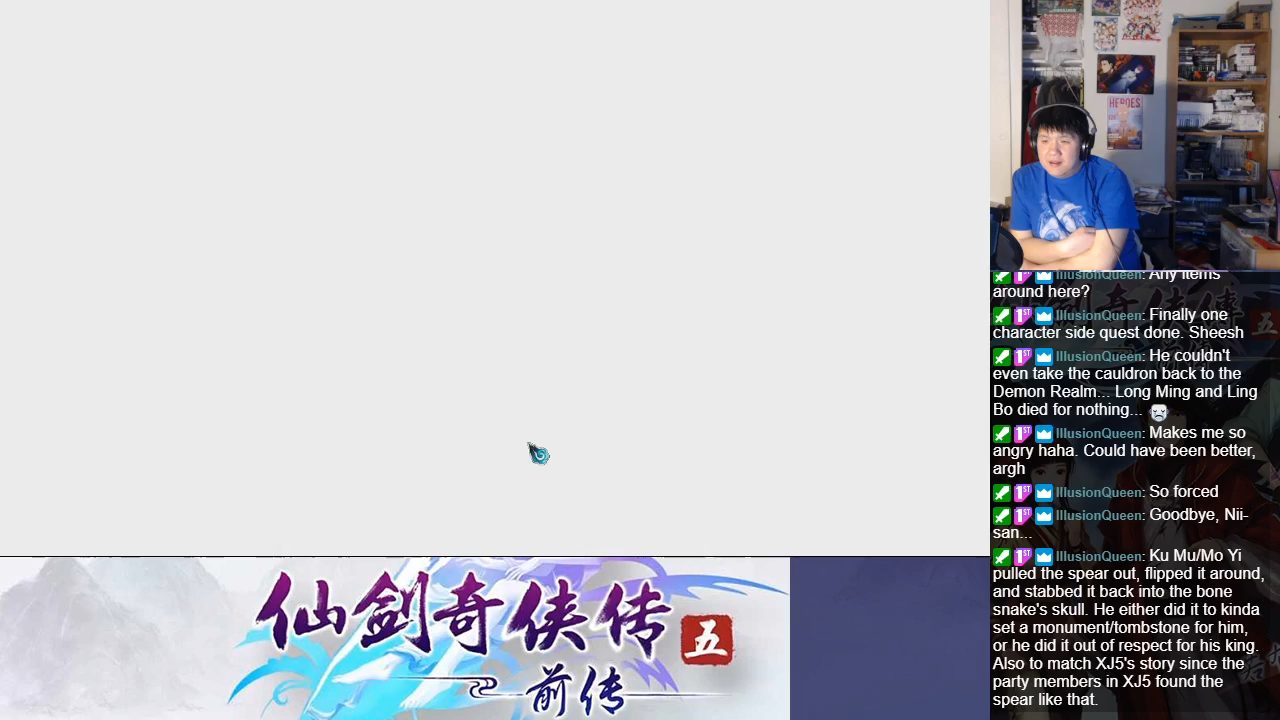 HEROES
IllusionQueen: Any items
around here?
1ST IllusionQueen: Finally one
character side quest done. Sheesh
1ST IllusionQueen: He couldn't
even take the cauldron back to the
Demon Realm... Long Ming and Ling
Bo died for nothing...
1ST IllusionQueen: Makes me so
angry haha. Could have been better,
argh
1ST IllusionQueen: So forced
1ST IllusionQueen: Goodbye, Nii-
san...
1ST IllusionQueen: Ku Mu/Mo Yi
pulled the spear out, flipped it around,
and stabbed it back into the bone
snake's skull. He either did it to kinda
set a monument/tombstone for him,
or he did it out of respect for his king.
Also to match XJ5's story since the
party members in XJ5 found the
spear like that.
仙剑奇侠传
五
前传